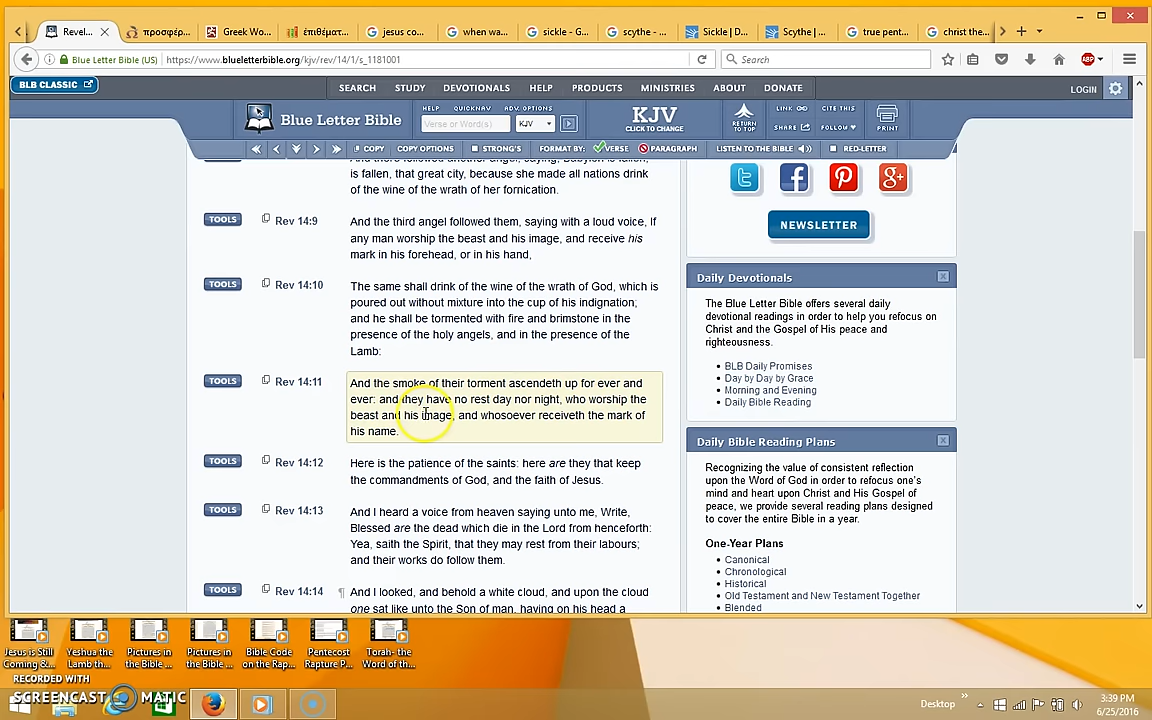 Revel...
προσφέρ...
Greek Wo...
ἐπιθέματ...
jesus co...
when wa...
sickle - G...
scythe - ...
Sickle | D...
Scythe | ...
true pent...
christ the...
Blue Letter Bible (US)
https://www.blueletterbible.org/kjv/rev/14/1/s_1181001
Search
ABP
BLB CLASSIC
SEARCH STUDY DEVOTIONALS HELP PRODUCTS MINISTRIES ABOUT DONATE
LOGIN
Blue Letter Bible
HELP QUICKNAV ADV. OPTIONS
Verse or Word(s)
KJV
KJV
CLICK TO CHANGE
RETURN
TO TOP
LINK
CITE THIS
SHARE
FOLLOW
PRINT
COPY COPY OPTIONS STRONG'S FORMAT BY: VERSE PARAGRAPH LISTEN TO THE BIBLE RED-LETTER
And there followed another angel, saying, Babylon is fallen,
is fallen, that great city, because she made all nations drink
of the wine of the wrath of her fornication.
TOOLS Rev 14:9 And the third angel followed them, saying with a loud voice, If
any man worship the beast and his image, and receive his
mark in his forehead, or in his hand,
TOOLS Rev 14:10 The same shall drink of the wine of the wrath of God, which is
poured out without mixture into the cup of his indignation;
and he shall be tormented with fire and brimstone in the
presence of the holy angels, and in the presence of the
Lamb:
TOOLS Rev 14:11 And the smoke of their torment ascendeth up for ever and
ever: and they have no rest day nor night, who worship the
beast and his image, and whosoever receiveth the mark of
his name.
TOOLS Rev 14:12 Here is the patience of the saints: here are they that keep
the commandments of God, and the faith of Jesus.
TOOLS Rev 14:13 And I heard a voice from heaven saying unto me, Write,
Blessed are the dead which die in the Lord from henceforth:
Yea, saith the Spirit, that they may rest from their labours;
and their works do follow them.
TOOLS Rev 14:14 ¶ And I looked, and behold a white cloud, and upon the cloud
one sat like unto the Son of man, having on his head a
NEWSLETTER
Daily Devotionals
The Blue Letter Bible offers several daily
devotional readings in order to help you refocus on
Christ and the Gospel of His peace and
righteousness.
• BLB Daily Promises
• Day by Day by Grace
• Morning and Evening
• Daily Bible Reading
Daily Bible Reading Plans
Recognizing the value of consistent reflection
upon the Word of God in order to refocus one's
mind and heart upon Christ and His Gospel of
peace, we provide several reading plans designed
to cover the entire Bible in a year.
One-Year Plans
• Canonical
• Chronological
• Historical
• Old Testament and New Testament Together
• Blended
Jesus is Still
Coming &...
Yeshua the
Lamb th...
Pictures in
the Bible ...
Pictures in
the Bible ...
Bible Code
on the Rap...
Pentecost
Rapture P...
Torah- the
Word of th...
RECORDED WITH
SCREENCAST MATIC
Desktop
3:39 PM
6/25/2016